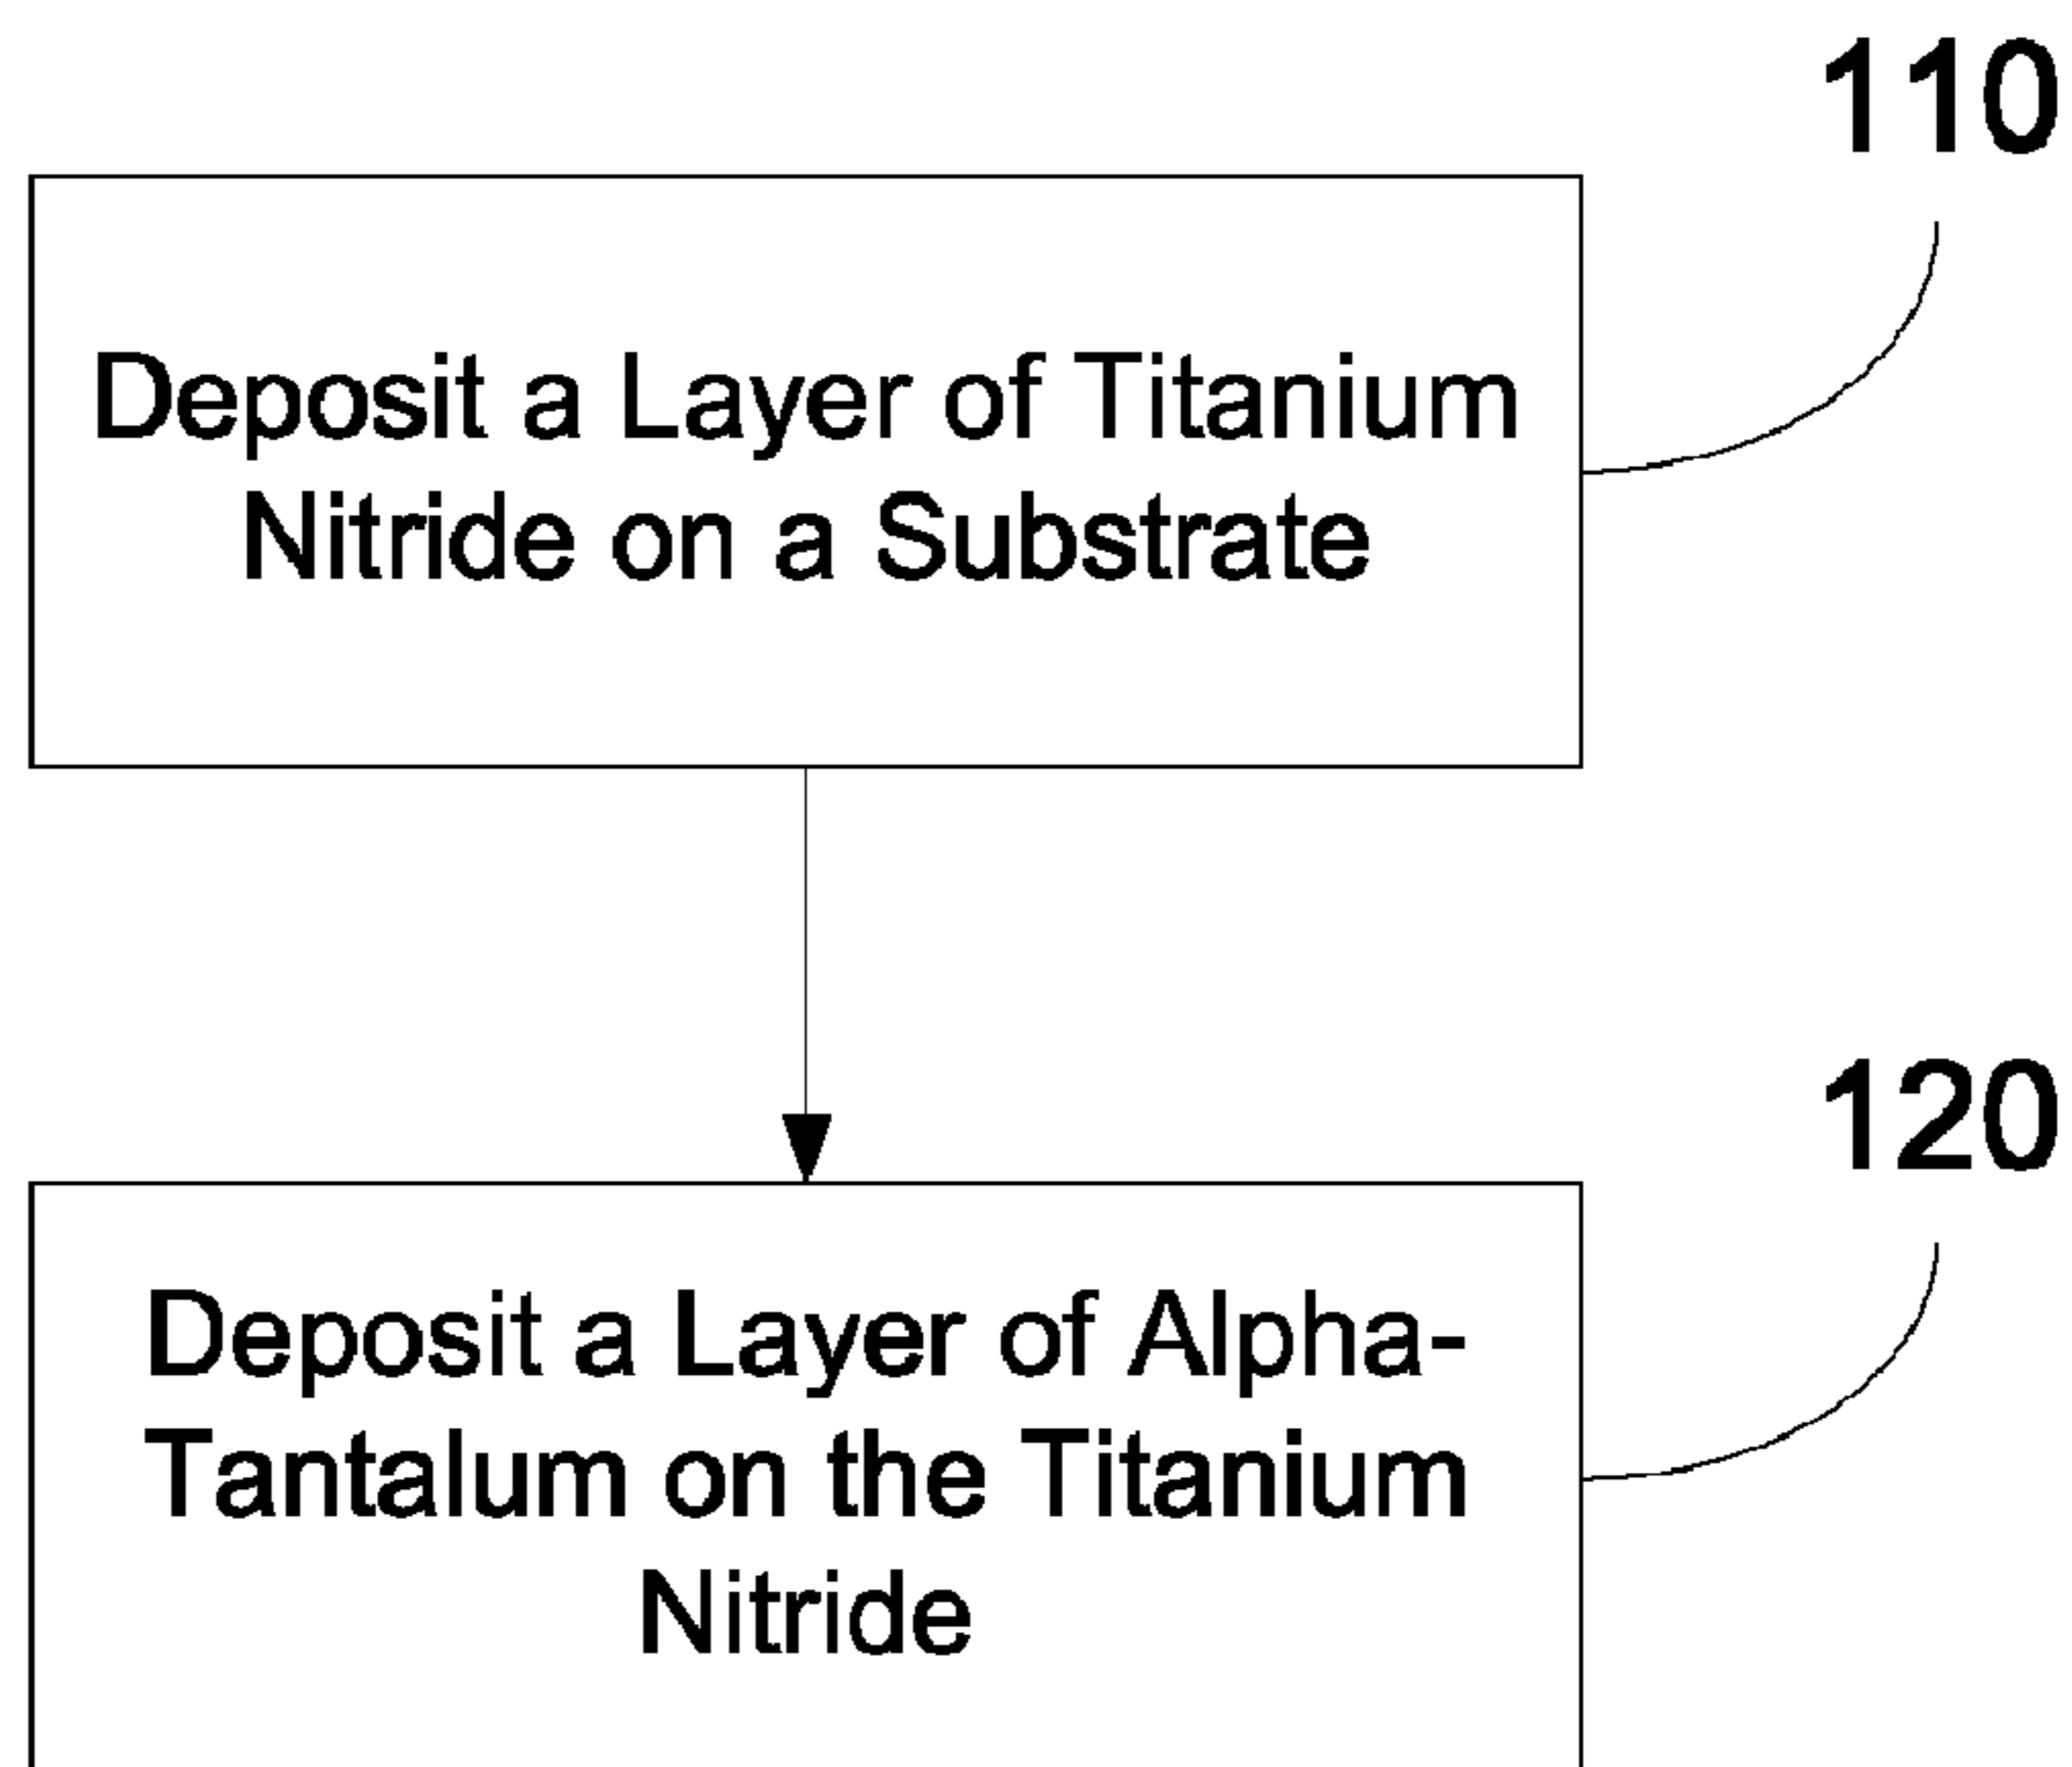 110
Deposit a Layer of Titanium
Nitride on a Substrate
120
Deposit a Layer of Alpha-
Tantalum on the Titanium
Nitride